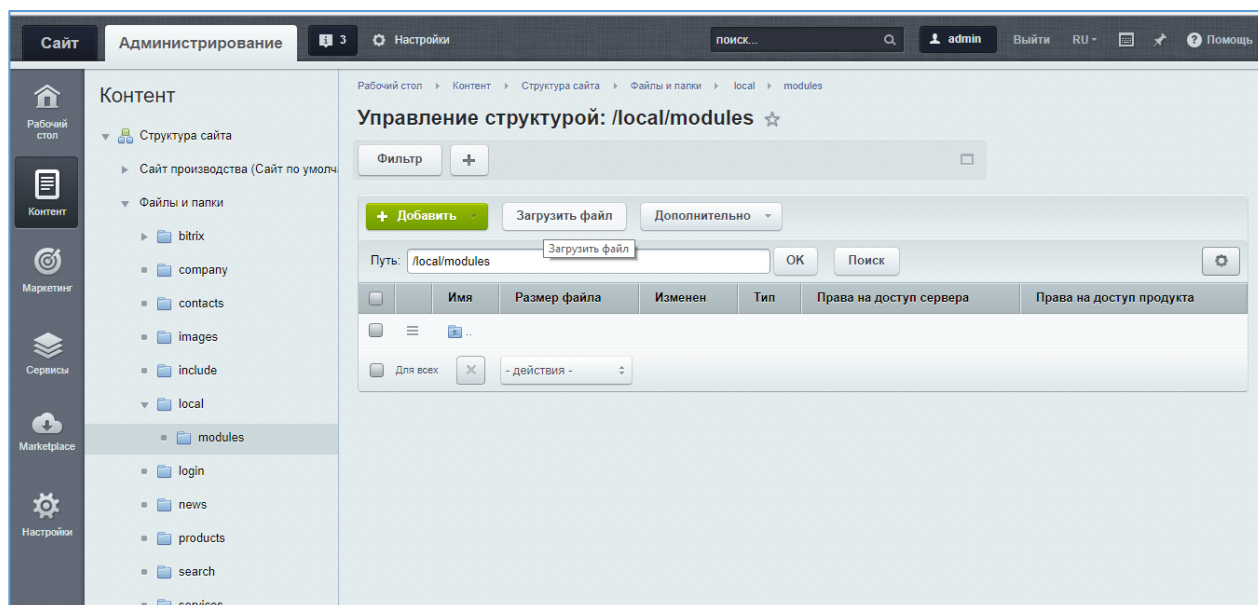 Сайт
Администрирование
3
Настройки
поиск...
admin
Выйти
RU
Помощь
Рабочий стол
Контент
Маркетинг
Сервисы
Marketplace
Настройки
Контент
Структура сайта
Сайт производства (Сайт по умолч
Файлы и папки
bitrix
company
contacts
images
include
local
modules
login
news
products
search
services
Рабочий стол Контент Структура сайта Файлы и папки local modules
Управление структурой: /local/modules
Фильтр
Добавить
Загрузить файл
Дополнительно
Загрузить файл
Путь: /local/modules OK Поиск
Имя Размер файла Изменен Тип Права на доступ сервера Права на доступ продукта
..
Для всех - действия -